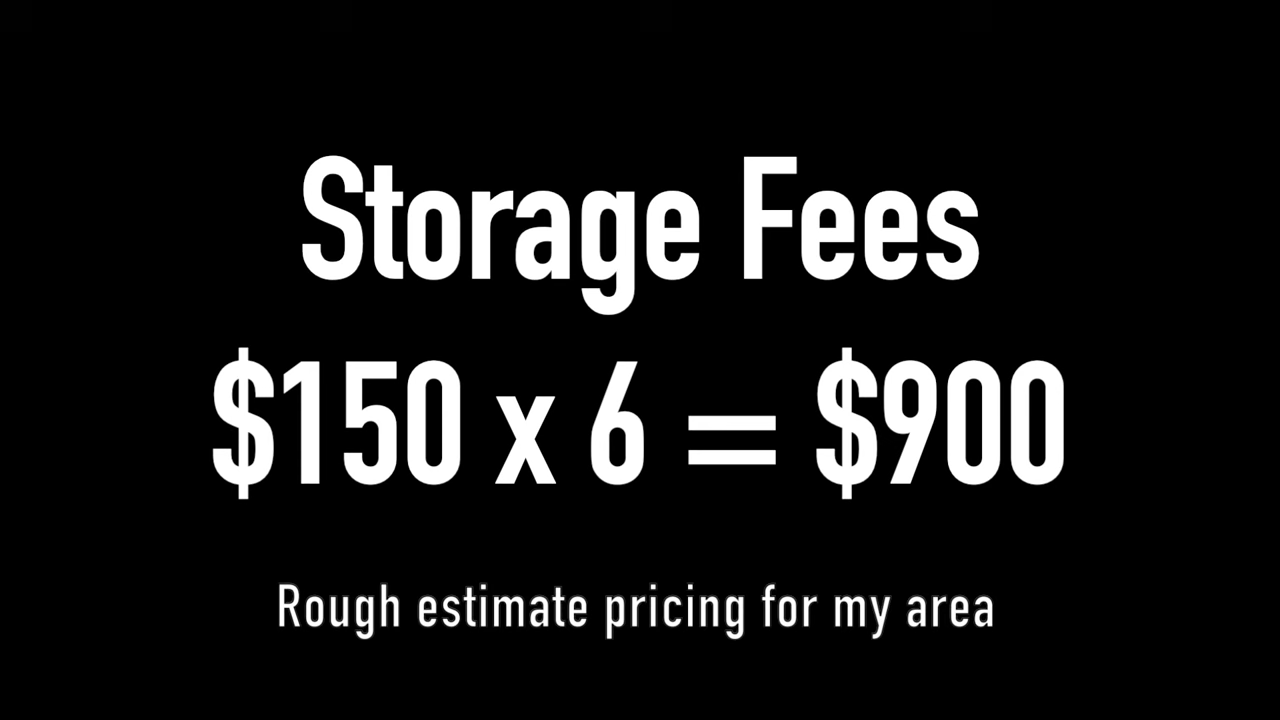 Storage Fees
$150 x 6 = $900
Rough estimate pricing for my area